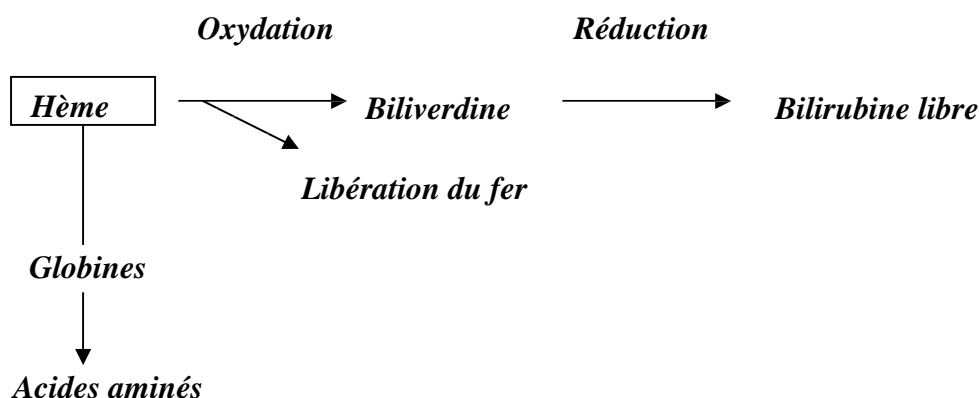 Oxydation Réduction
Hème Biliverdine Bilirubine libre
Libération du fer
Globines
Acides aminés